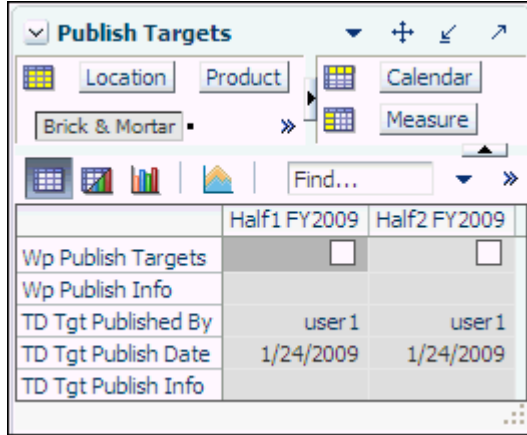 Publish Targets
Location Product Calendar
Brick & Mortar Measure
Find...
Half1 FY2009 Half2 FY2009
Wp Publish Targets
Wp Publish Info
TD Tgt Published By user1 user1
TD Tgt Publish Date 1/24/2009 1/24/2009
TD Tgt Publish Info